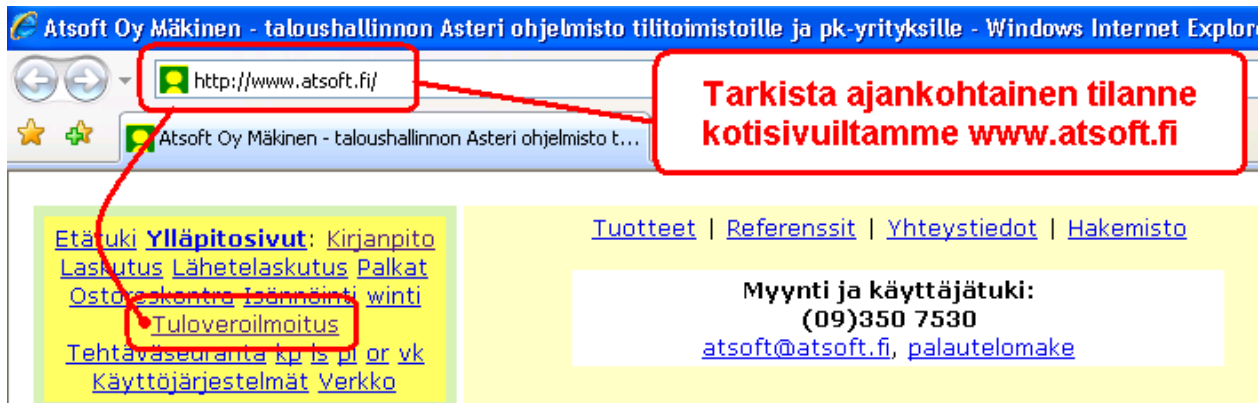 Atsoft Oy Mäkinen - taloushallinnon Asteri ohjelmisto tilitoimistoille ja pk-yrityksille - Windows Internet Explor
http://www.atsoft.fi/
Tarkista ajankohtainen tilanne
kotisivuiltamme www.atsoft.fi
Atsoft Oy Mäkinen - taloushallinnon Asteri ohjelmisto t...
Etätuki Ylläpitosivut: Kirjanpito
Laskutus Lähetelaskutus Palkat
Ostoreskontra Isännöinti winti
Tuloveroilmoitus
Tehtäväseuranta kp ls pl or vk
Käyttöjärjestelmät Verkko
Tuotteet | Referenssit | Yhteystiedot | Hakemisto
Myynti ja käyttäjätuki:
(09)350 7530
atsoft@atsoft.fi, palautelomake